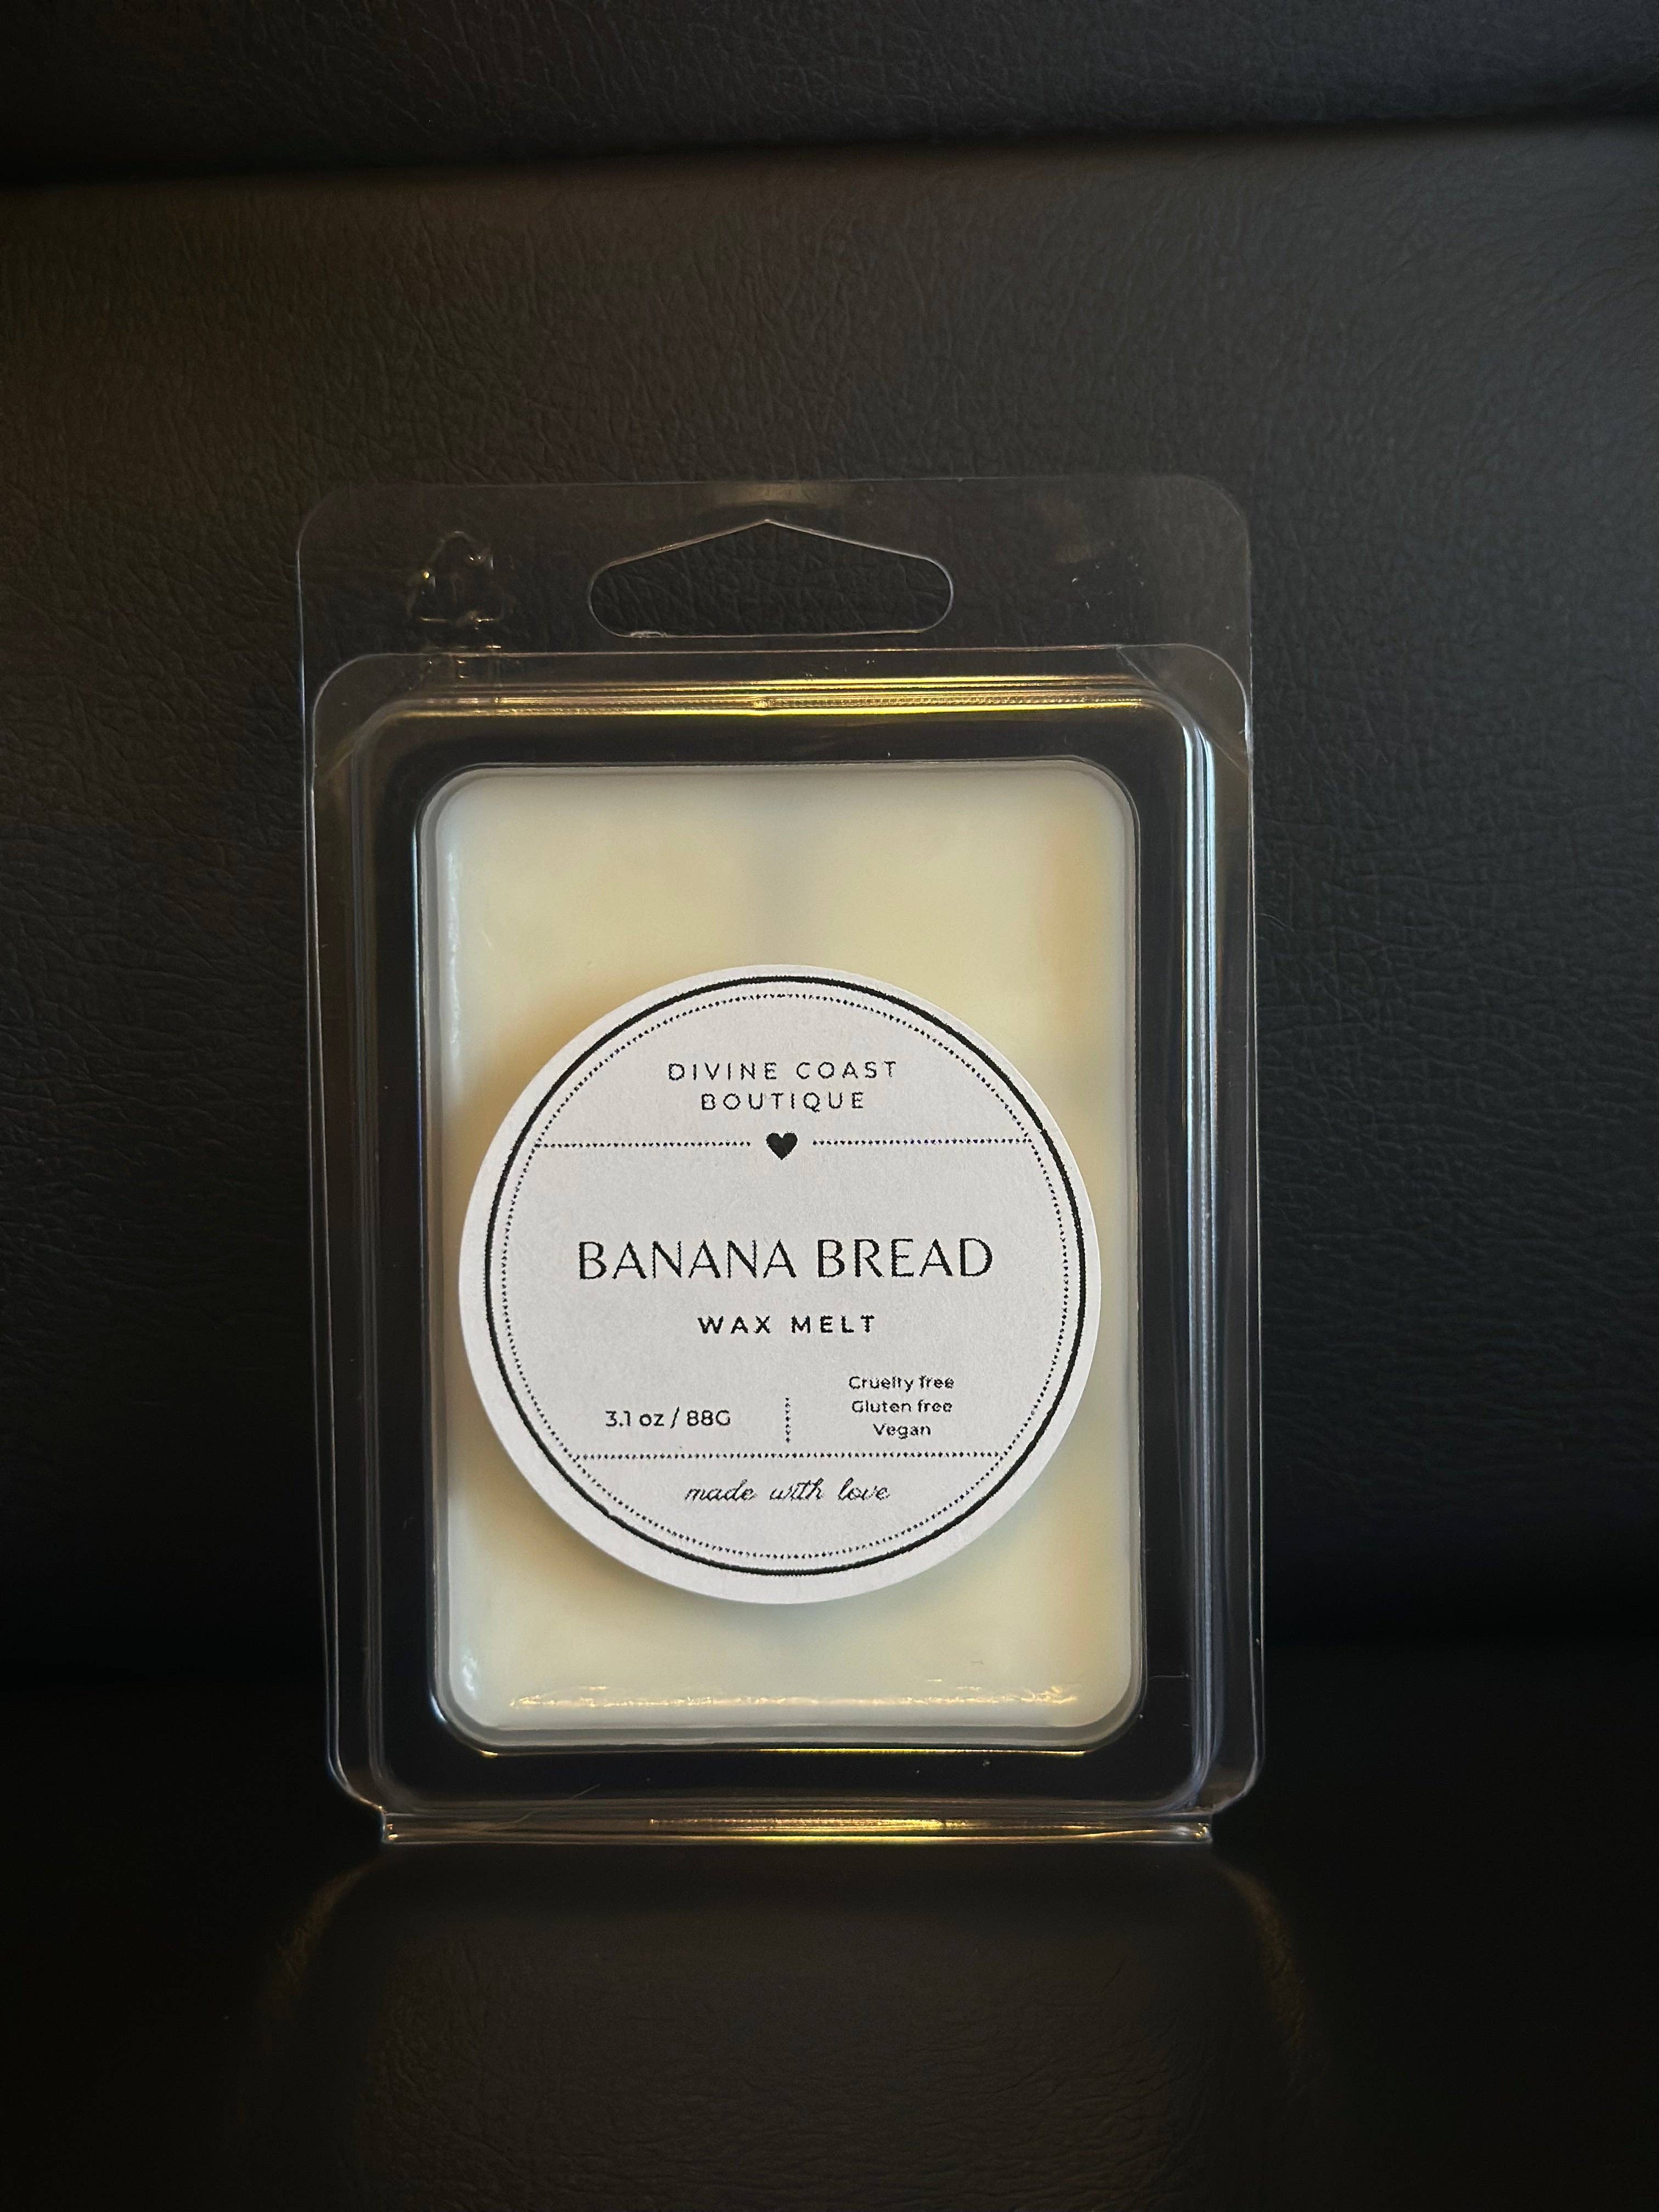 DIVINE COAST
BOUTIQUE
BANANA BREAD
WAX MELT
3.1 oz / 88G
Cruelty free
Gluten free
Vegan
made with love